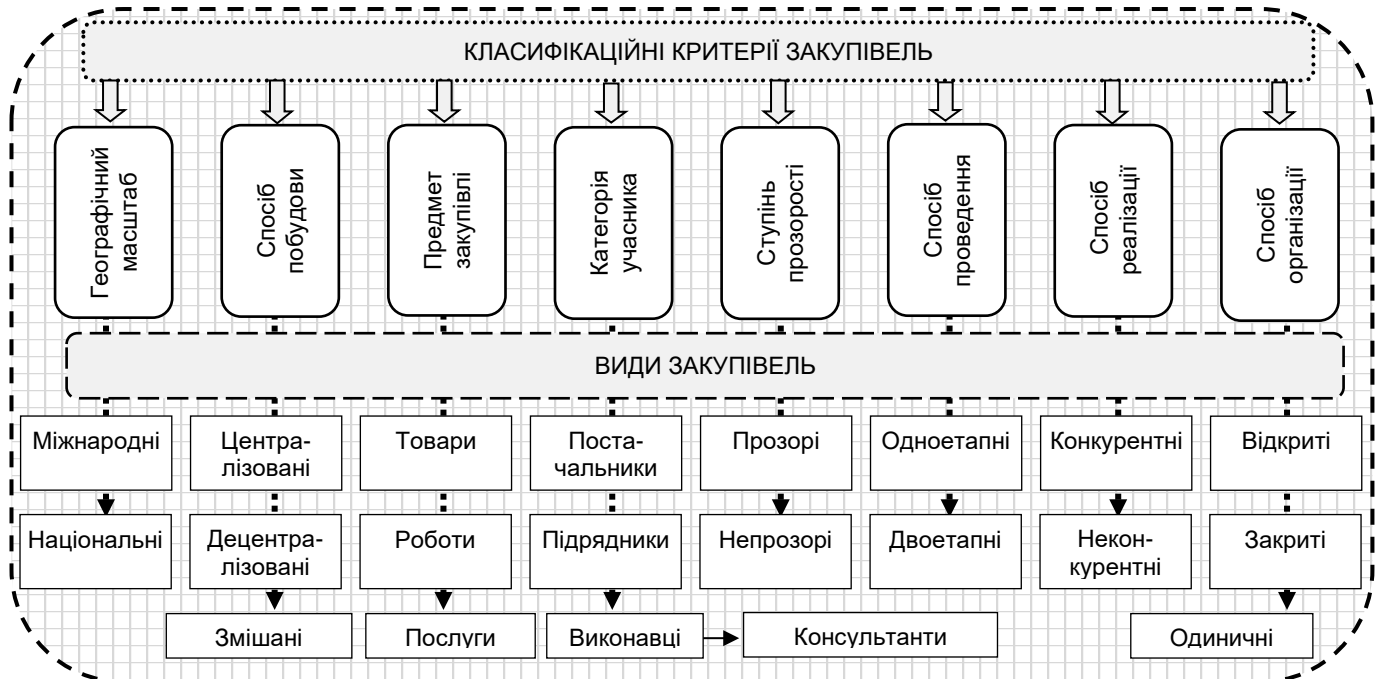 КЛАСИФІКАЦІЙНІ КРИТЕРІЇ ЗАКУПІВЕЛЬ
Географічний
масштаб
Спосіб
побудови
Предмет
закупівлі
Категорія
учасника
Ступінь
прозорості
Спосіб
проведення
Спосіб
реалізації
Спосіб
організації
ВИДИ ЗАКУПІВЕЛЬ
Міжнародні
Центра-
лізовані
Товари
Поста-
чальники
Прозорі
Одноетапні
Конкурентні
Відкриті
Національні
Децентра-
лізовані
Роботи
Підрядники
Непрозорі
Двоетапні
Некон-
курентні
Закриті
Змішані
Послуги
Виконавці
Консультанти
Одиничні